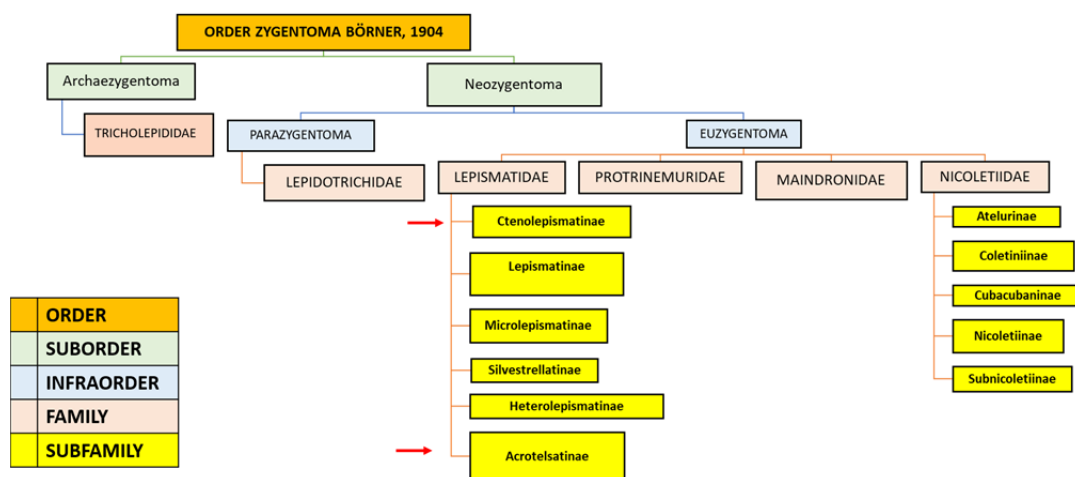 ORDER ZYGENTOMA BÖRNER, 1904
Archaezygentoma
Neozygentoma
TRICHOLEPIDIDAE
PARAZYGENTOMA
EUZYGENTOMA
LEPIDOTRICHIDAE
LEPISMATIDAE
PROTRINEMURIDAE
MAINDRONIDAE
NICOLETIIDAE
Ctenolepismatinae
Lepismatinae
Microlepismatinae
Silvestrellatinae
Heterolepismatinae
Acrotelsatinae
Atelurinae
Coletiniinae
Cubacubaninae
Nicoletiinae
Subnicoletiinae
ORDER
SUBORDER
INFRAORDER
FAMILY
SUBFAMILY